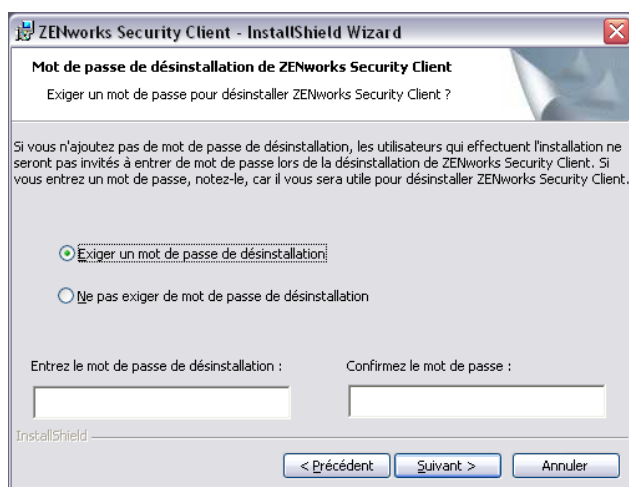 ZENworks Security Client - InstallShield Wizard
Mot de passe de désinstallation de ZENworks Security Client
Exiger un mot de passe pour désinstaller ZENworks Security Client ?
Si vous n'ajoutez pas de mot de passe de désinstallation, les utilisateurs qui effectuent l'installation ne
seront pas invités à entrer de mot de passe lors de la désinstallation de ZENworks Security Client. Si
vous entrez un mot de passe, notez-le, car il vous sera utile pour désinstaller ZENworks Security Client.
Exiger un mot de passe de désinstallation
Ne pas exiger de mot de passe de désinstallation
Entrez le mot de passe de désinstallation : Confirmez le mot de passe :
InstallShield
< Précédent Suivant > Annuler